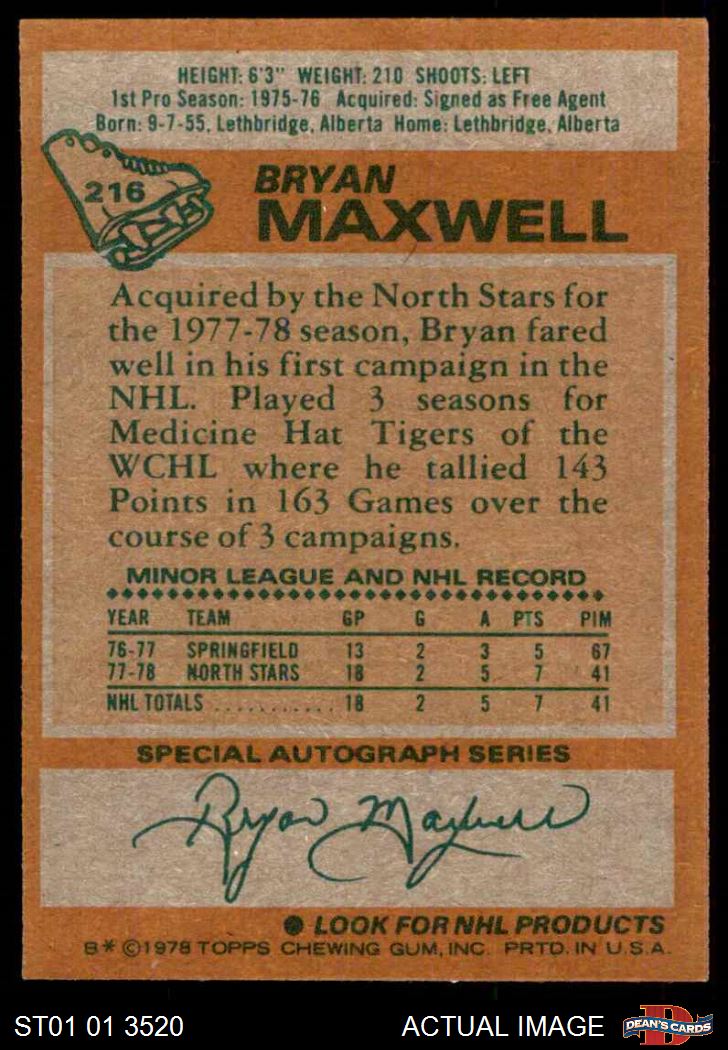 HEIGHT: 6'3" WEIGHT: 210 SHOOTS: LEFT
1st Pro Season: 1975-76 Acquired: Signed as Free Agent
Born: 9-7-55, Lethbridge, Alberta Home: Lethbridge, Alberta
216
BRYAN
MAXWELL
Acquired by the North Stars for
the 1977-78 season, Bryan fared
well in his first campaign in the
NHL. Played 3 seasons for
Medicine Hat Tigers of the
WCHL where he tallied 143
Points in 163 Games over the
course of 3 campaigns.
MINOR LEAGUE AND NHL RECORD
YEAR TEAM GP G A PTS PIM
76-77 SPRINGFIELD 13 2 3 5 67
77-78 NORTH STARS 18 2 5 7 41
NHL TOTALS ........... 18 2 5 7 41
SPECIAL AUTOGRAPH SERIES
Bryan Maxwell
● LOOK FOR NHL PRODUCTS
B* ©1978 TOPPS CHEWING GUM, INC. PRTD. IN U.S.A.
ST01 01 3520 ACTUAL IMAGE D DEAN'S CARDS